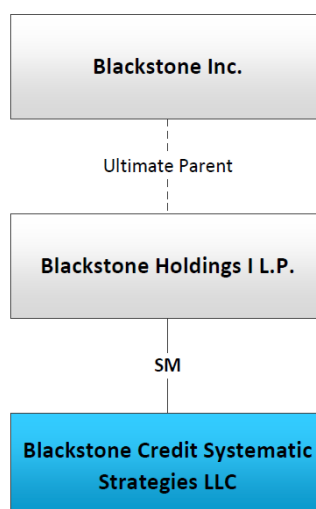 Blackstone Inc.
Ultimate Parent
Blackstone Holdings I L.P.
SM
Blackstone Credit Systematic
Strategies LLC